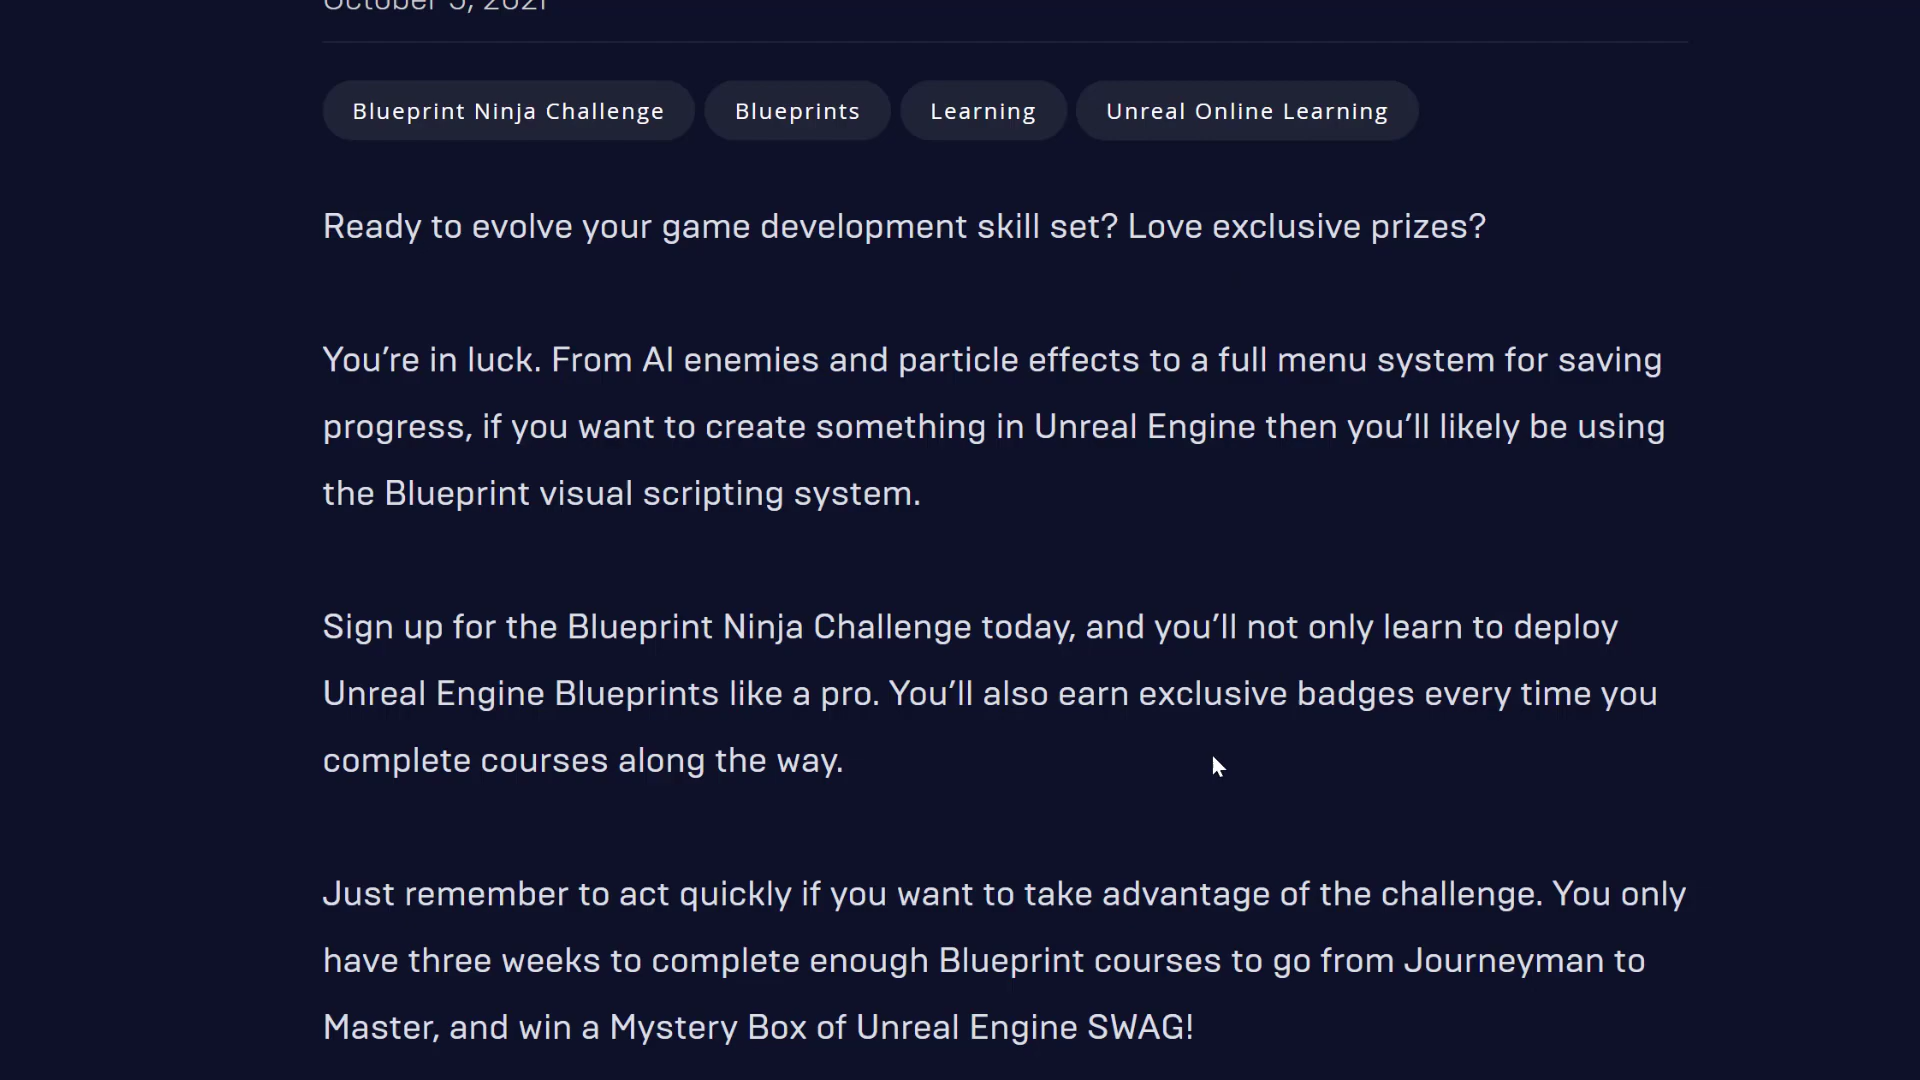 October 5, 2021
Blueprint Ninja Challenge Blueprints Learning Unreal Online Learning
Ready to evolve your game development skill set? Love exclusive prizes?
You’re in luck. From AI enemies and particle effects to a full menu system for saving
progress, if you want to create something in Unreal Engine then you’ll likely be using
the Blueprint visual scripting system.
Sign up for the Blueprint Ninja Challenge today, and you’ll not only learn to deploy
Unreal Engine Blueprints like a pro. You’ll also earn exclusive badges every time you
complete courses along the way.
Just remember to act quickly if you want to take advantage of the challenge. You only
have three weeks to complete enough Blueprint courses to go from Journeyman to
Master, and win a Mystery Box of Unreal Engine SWAG!